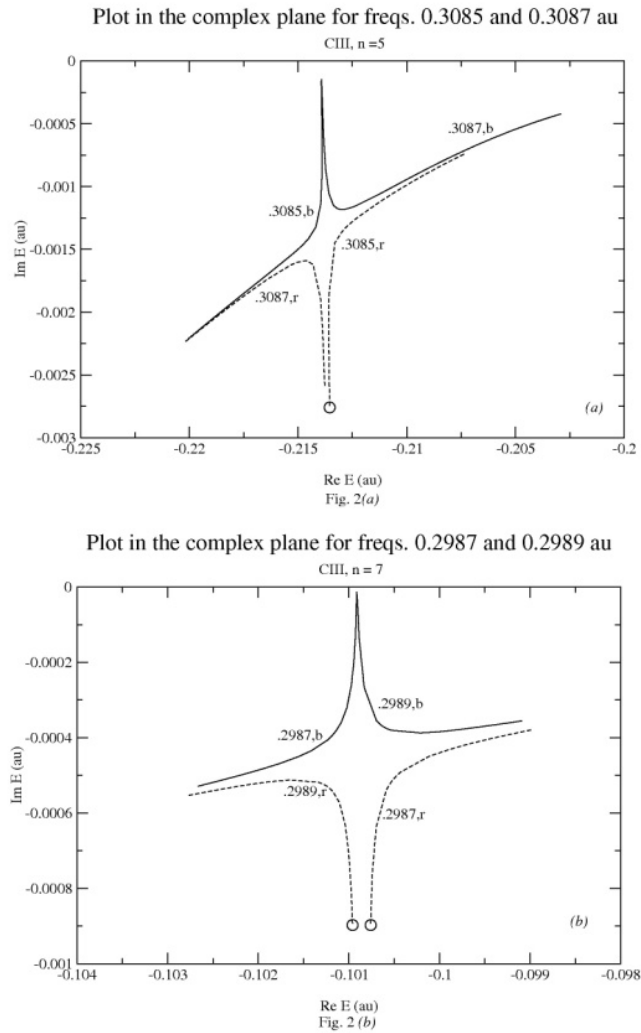 Plot in the complex plane for freqs. 0.3085 and 0.3087 au
CIII, n =5
0
-0.0005
-0.001
-0.0015
-0.002
-0.0025
-0.003
Im E (au)
.3087,b
.3085,b
.3085,r
.3087,r
(a)
-0.225
-0.22
-0.215
-0.21
-0.205
-0.2
Re E (au)
Fig. 2(a)
Plot in the complex plane for freqs. 0.2987 and 0.2989 au
CIII, n = 7
0
-0.0002
-0.0004
-0.0006
-0.0008
-0.001
Im E (au)
.2989,b
.2987,b
.2989,r
.2987,r
(b)
-0.104
-0.103
-0.102
-0.101
-0.1
-0.099
-0.098
Re E (au)
Fig. 2 (b)